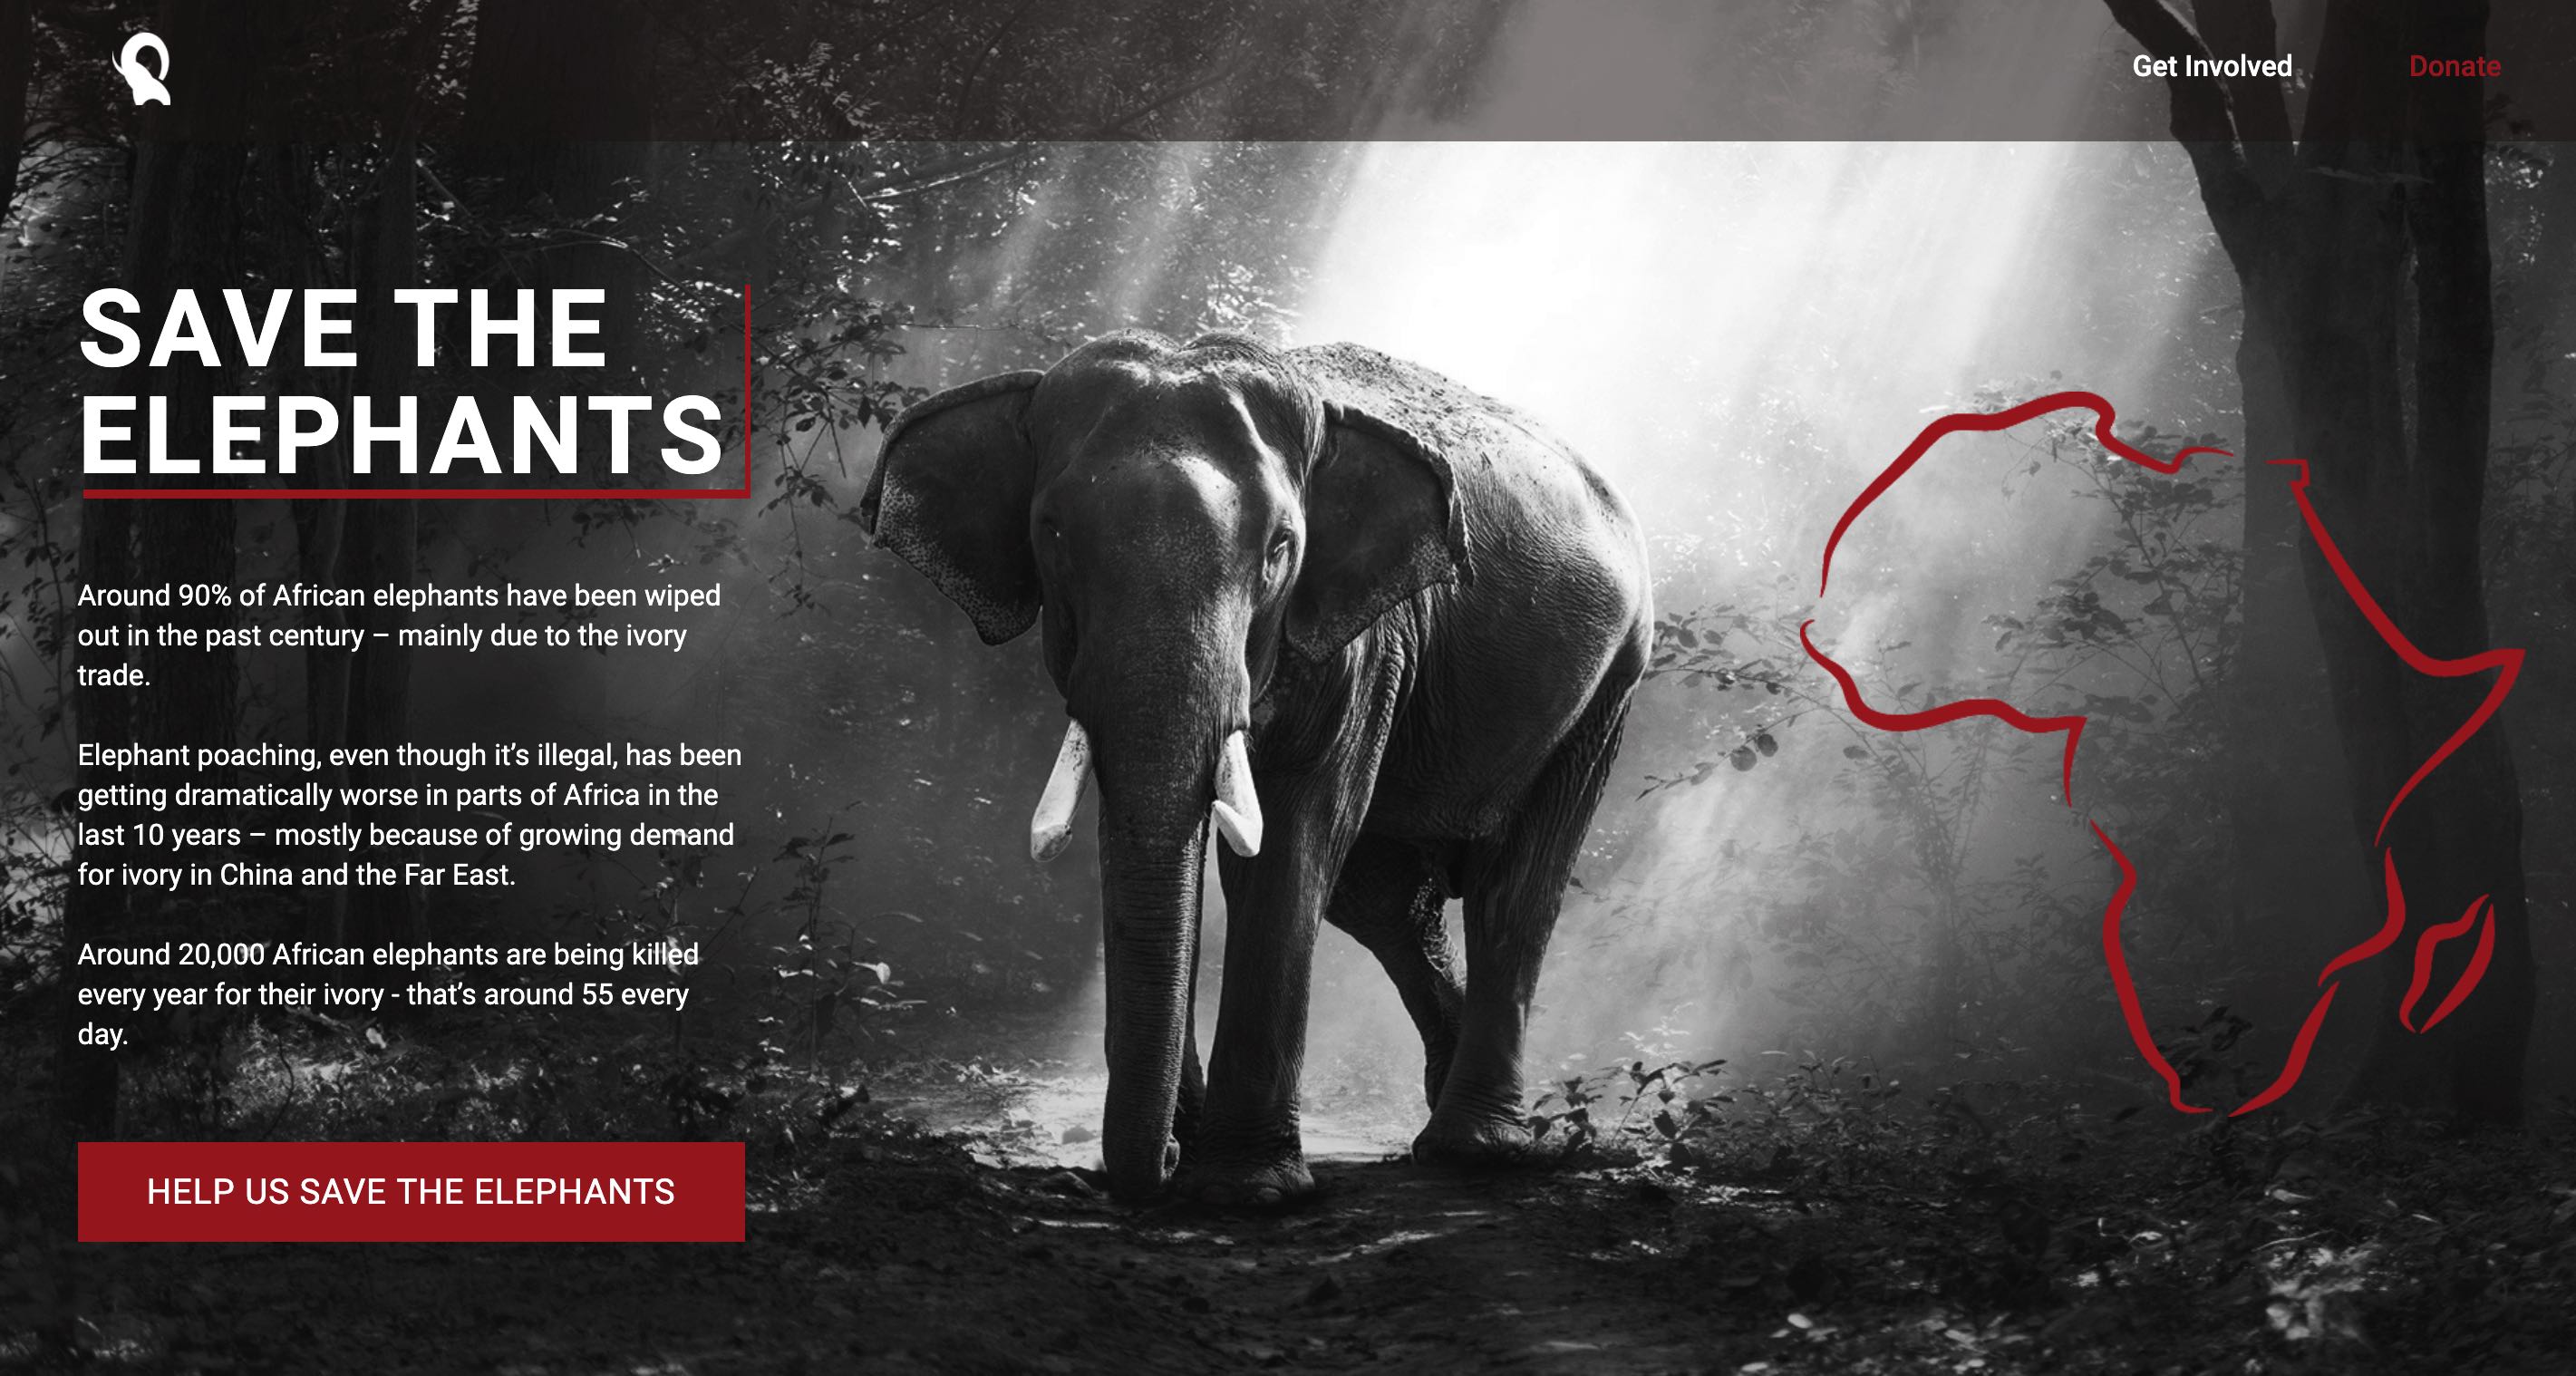 Get Involved
Donate
SAVE THE
ELEPHANTS
Around 90% of African elephants have been wiped
out in the past century – mainly due to the ivory
trade.
Elephant poaching, even though it’s illegal, has been
getting dramatically worse in parts of Africa in the
last 10 years – mostly because of growing demand
for ivory in China and the Far East.
Around 20,000 African elephants are being killed
every year for their ivory - that’s around 55 every
day.
HELP US SAVE THE ELEPHANTS